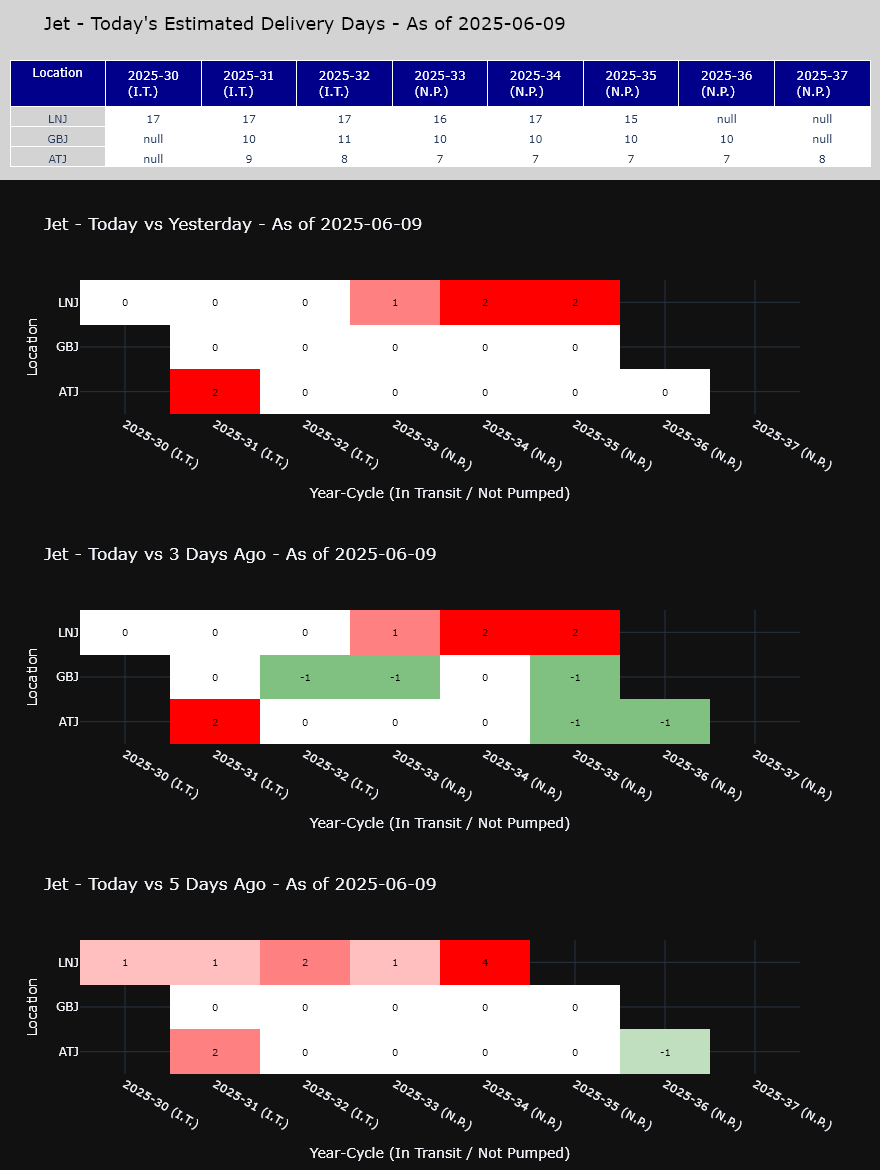 Jet - Today's Estimated Delivery Days - As of 2025-06-09
Location 2025-30 (I.T.) 2025-31 (I.T.) 2025-32 (I.T.) 2025-33 (N.P.) 2025-34 (N.P.) 2025-35 (N.P.) 2025-36 (N.P.) 2025-37 (N.P.)
LNJ 17 17 17 16 17 15 null null
GBJ null 10 11 10 10 10 10 null
ATJ null 9 8 7 7 7 7 8
Jet - Today vs Yesterday - As of 2025-06-09
Location
LNJ 0 0 0 1 2 2
GBJ 0 0 0 0 0
ATJ 2 0 0 0 0 0
2025-30 (I.T.) 2025-31 (I.T.) 2025-32 (I.T.) 2025-33 (N.P.) 2025-34 (N.P.) 2025-35 (N.P.) 2025-36 (N.P.) 2025-37 (N.P.)
Year-Cycle (In Transit / Not Pumped)
Jet - Today vs 3 Days Ago - As of 2025-06-09
Location
LNJ 0 0 0 1 2 2
GBJ 0 -1 -1 0 -1
ATJ 2 0 0 0 -1 -1
2025-30 (I.T.) 2025-31 (I.T.) 2025-32 (I.T.) 2025-33 (N.P.) 2025-34 (N.P.) 2025-35 (N.P.) 2025-36 (N.P.) 2025-37 (N.P.)
Year-Cycle (In Transit / Not Pumped)
Jet - Today vs 5 Days Ago - As of 2025-06-09
Location
LNJ 1 1 2 1 4
GBJ 0 0 0 0 0
ATJ 2 0 0 0 0 -1
2025-30 (I.T.) 2025-31 (I.T.) 2025-32 (I.T.) 2025-33 (N.P.) 2025-34 (N.P.) 2025-35 (N.P.) 2025-36 (N.P.) 2025-37 (N.P.)
Year-Cycle (In Transit / Not Pumped)